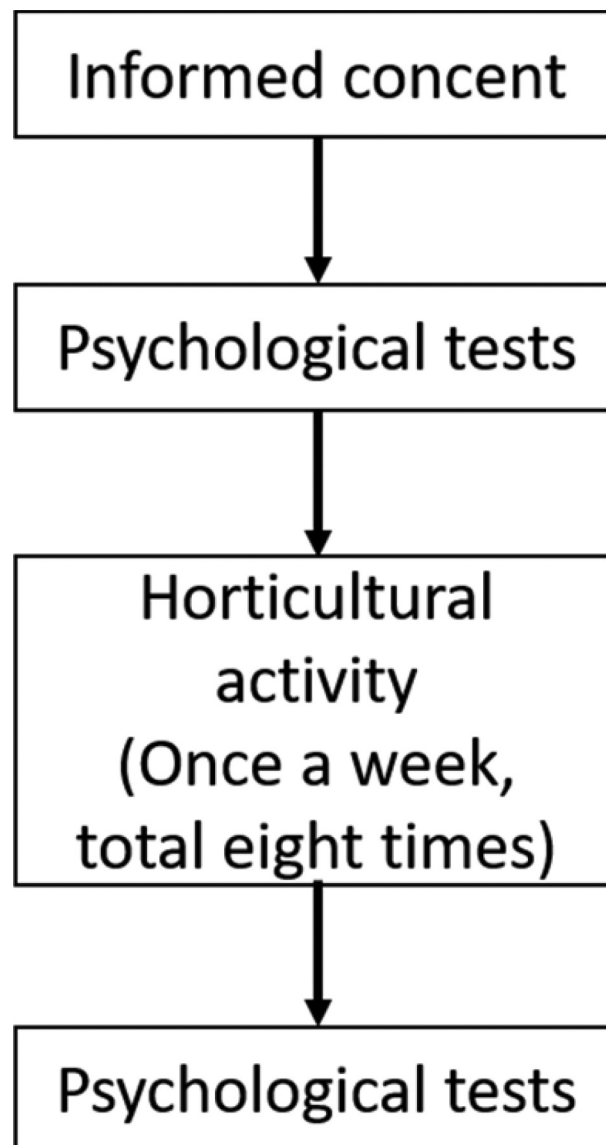 Informed concent
Psychological tests
Horticultural
activity
(Once a week,
total eight times)
Psychological tests